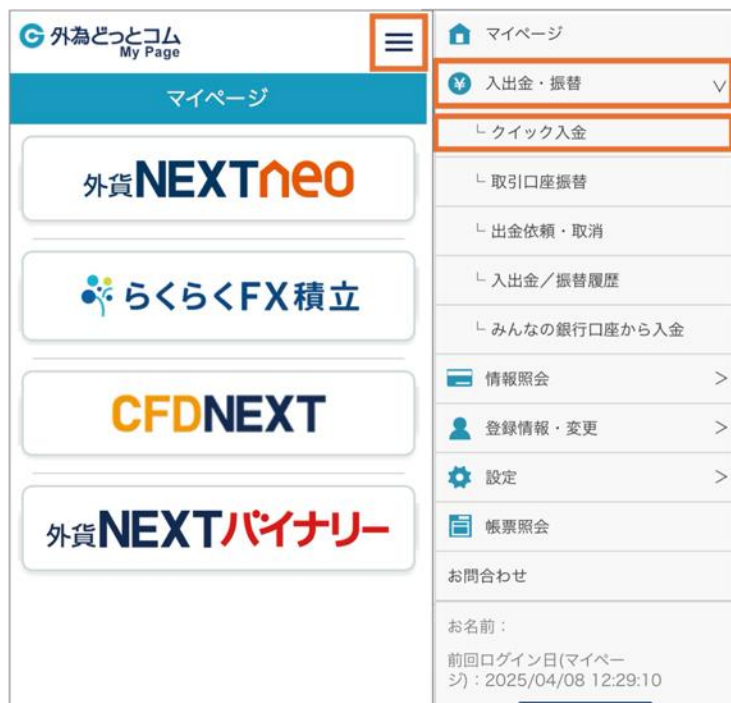 外為どっとコム
My Page
マイページ
外貨NEXTneo
らくらくFX積立
CFDNEXT
外貨NEXTバイナリー
マイページ
入出金・振替
└ クイック入金
└ 取引口座振替
└ 出金依頼・取消
└ 入出金／振替履歴
└ みんなの銀行口座から入金
情報照会
登録情報・変更
設定
帳票照会
お問合わせ
お名前：
前回ログイン日(マイペー
ジ)：2025/04/08 12:29:10